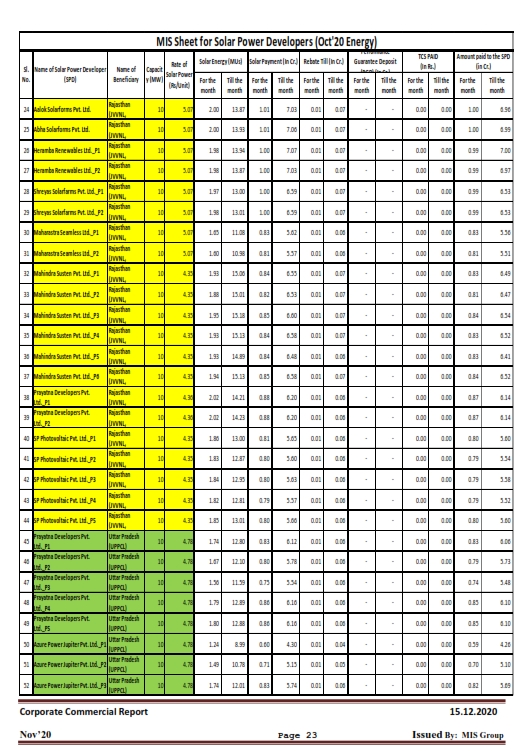 MIS Sheet for Solar Power Developers (Oct'20 Energy)
Sl. No. Name of Solar Power Developer (SPD) Name of Beneficiary Capacit y (MW) Rate of Solar Power (Rs/Unit) Solar Energy (MUs) Solar Payment (In Cr.) Rebate Till (In Cr.) Guarantee Deposit TCS PAID (In Rs.) Amount paid to the SPD (in Cr.)
For the month Till the month For the month Till the month For the month Till the month For the month Till the month For the month Till the month For the month Till the month
24 Aalok Solarfoms Pvt. Ltd. Rajasthan (JVVNL, 10 5.07 2.00 13.87 1.01 7.03 0.01 0.07 - - 0.00 0.00 1.00 6.96
25 Abha Solarfoms Pvt. Ltd. Rajasthan (JVVNL, 10 5.07 2.00 13.93 1.01 7.06 0.01 0.07 - - 0.00 0.00 1.00 6.99
26 Heramba Renewables Ltd._P1 Rajasthan (JVVNL, 10 5.07 1.98 13.94 1.00 7.07 0.01 0.07 - - 0.00 0.00 0.99 7.00
27 Heramba Renewables Ltd._P2 Rajasthan (JVVNL, 10 5.07 1.98 13.87 1.00 7.03 0.01 0.07 - - 0.00 0.00 0.99 6.97
28 Shreyas Solarfarms Pvt. Ltd._P1 Rajasthan (JVVNL, 10 5.07 1.97 13.00 1.00 6.59 0.01 0.07 - - 0.00 0.00 0.99 6.53
29 Shreyas Solarfarms Pvt. Ltd._P2 Rajasthan (JVVNL, 10 5.07 1.98 13.01 1.00 6.59 0.01 0.07 - - 0.00 0.00 0.99 6.53
30 Maharastra Seamless Ltd._P1 Rajasthan (JVVNL, 10 5.07 1.65 11.08 0.83 5.62 0.01 0.06 - - 0.00 0.00 0.83 5.56
31 Maharastra Seamless Ltd._P2 Rajasthan (JVVNL, 10 5.07 1.60 10.98 0.81 5.57 0.01 0.06 - - 0.00 0.00 0.81 5.51
32 Mahindra Susten Pvt. Ltd._P1 Rajasthan (JVVNL, 10 4.35 1.93 15.06 0.84 6.55 0.01 0.07 - - 0.00 0.00 0.83 6.49
33 Mahindra Susten Pvt. Ltd._P2 Rajasthan (JVVNL, 10 4.35 1.88 15.01 0.82 6.53 0.01 0.07 - - 0.00 0.00 0.81 6.47
34 Mahindra Susten Pvt. Ltd._P3 Rajasthan (JVVNL, 10 4.35 1.95 15.18 0.85 6.60 0.01 0.07 - - 0.00 0.00 0.84 6.54
35 Mahindra Susten Pvt. Ltd._P4 Rajasthan (JVVNL, 10 4.35 1.93 15.13 0.84 6.58 0.01 0.07 - - 0.00 0.00 0.83 6.52
36 Mahindra Susten Pvt. Ltd._P5 Rajasthan (JVVNL, 10 4.35 1.93 14.89 0.84 6.48 0.01 0.06 - - 0.00 0.00 0.83 6.41
37 Mahindra Susten Pvt. Ltd._P6 Rajasthan (JVVNL, 10 4.35 1.94 15.13 0.85 6.58 0.01 0.07 - - 0.00 0.00 0.84 6.52
38 Prayatna Developers Pvt. Ltd._P1 Rajasthan (JVVNL, 10 4.36 2.02 14.21 0.88 6.20 0.01 0.06 - - 0.00 0.00 0.87 6.14
39 Prayatna Developers Pvt. Ltd._P2 Rajasthan (JVVNL, 10 4.36 2.02 14.23 0.88 6.20 0.01 0.06 - - 0.00 0.00 0.87 6.14
40 SP Photovoltaic Pvt. Ltd._P1 Rajasthan (JVVNL, 10 4.35 1.86 13.00 0.81 5.65 0.01 0.06 - - 0.00 0.00 0.80 5.60
41 SP Photovoltaic Pvt. Ltd._P2 Rajasthan (JVVNL, 10 4.35 1.83 12.87 0.80 5.60 0.01 0.06 - - 0.00 0.00 0.79 5.54
42 SP Photovoltaic Pvt. Ltd._P3 Rajasthan (JVVNL, 10 4.35 1.84 12.95 0.80 5.63 0.01 0.06 - - 0.00 0.00 0.79 5.58
43 SP Photovoltaic Pvt. Ltd._P4 Rajasthan (JVVNL, 10 4.35 1.82 12.81 0.79 5.57 0.01 0.06 - - 0.00 0.00 0.79 5.52
44 SP Photovoltaic Pvt. Ltd._P5 Rajasthan (JVVNL, 10 4.35 1.85 13.01 0.80 5.66 0.01 0.06 - - 0.00 0.00 0.80 5.60
45 Prayatna Developers Pvt. Ltd._P1 Uttar Pradesh (UPPCL) 10 4.78 1.74 12.80 0.83 6.12 0.01 0.06 - - 0.00 0.00 0.83 6.06
46 Prayatna Developers Pvt. Ltd._P2 Uttar Pradesh (UPPCL) 10 4.78 1.67 12.10 0.80 5.78 0.01 0.06 - - 0.00 0.00 0.79 5.73
47 Prayatna Developers Pvt. Ltd._P3 Uttar Pradesh (UPPCL) 10 4.78 1.56 11.59 0.75 5.54 0.01 0.06 - - 0.00 0.00 0.74 5.48
48 Prayatna Developers Pvt. Ltd._P4 Uttar Pradesh (UPPCL) 10 4.78 1.79 12.89 0.86 6.16 0.01 0.06 - - 0.00 0.00 0.85 6.10
49 Prayatna Developers Pvt. Ltd._P5 Uttar Pradesh (UPPCL) 10 4.78 1.80 12.88 0.86 6.16 0.01 0.06 - - 0.00 0.00 0.85 6.10
50 Azure Power Jupiter Pvt. Ltd._P1 Uttar Pradesh (UPPCL) 10 4.78 1.24 8.99 0.60 4.30 0.01 0.04 - - 0.00 0.00 0.59 4.26
51 Azure Power Jupiter Pvt. Ltd._P2 Uttar Pradesh (UPPCL) 10 4.78 1.49 10.78 0.71 5.15 0.01 0.05 - - 0.00 0.00 0.70 5.10
52 Azure Power Jupiter Pvt. Ltd._P3 Uttar Pradesh (UPPCL) 10 4.78 1.74 12.01 0.83 5.74 0.01 0.06 - - 0.00 0.00 0.82 5.69
Corporate Commercial Report 15.12.2020
Nov'20 Page 23 Issued By: MIS Group